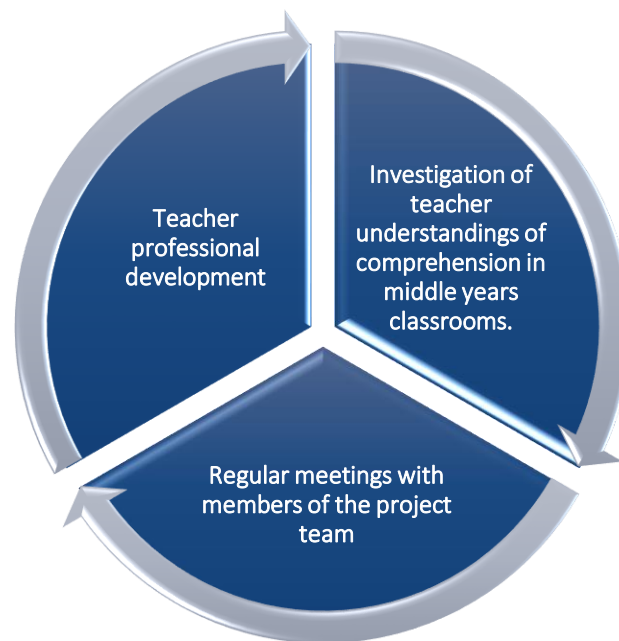 Teacher
professional
development
Investigation of
teacher
understandings of
comprehension in
middle years
classrooms.
Regular meetings with
members of the project
team